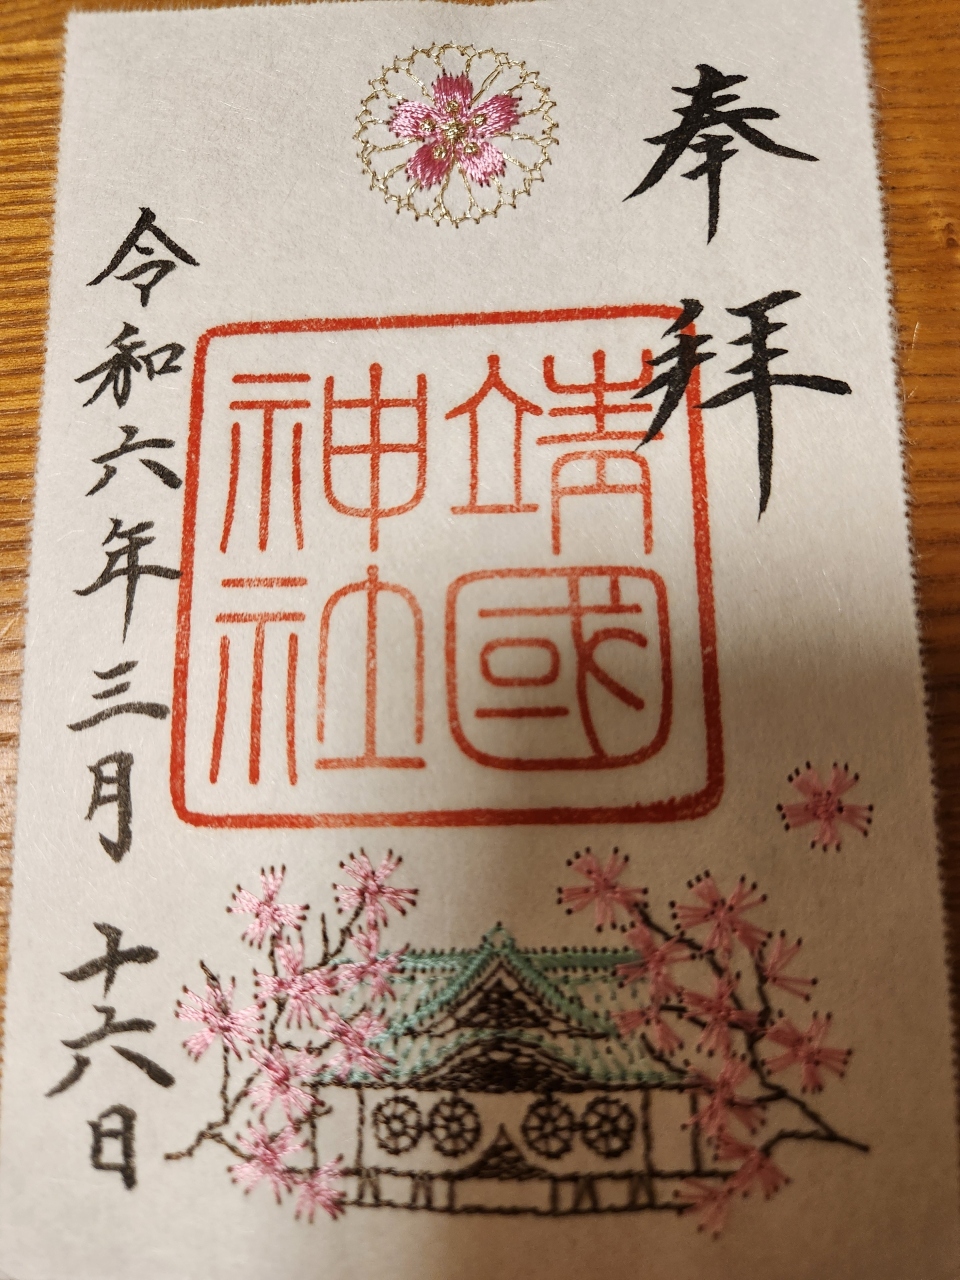 奉拝
靖國
神社
令和六年三月十六日